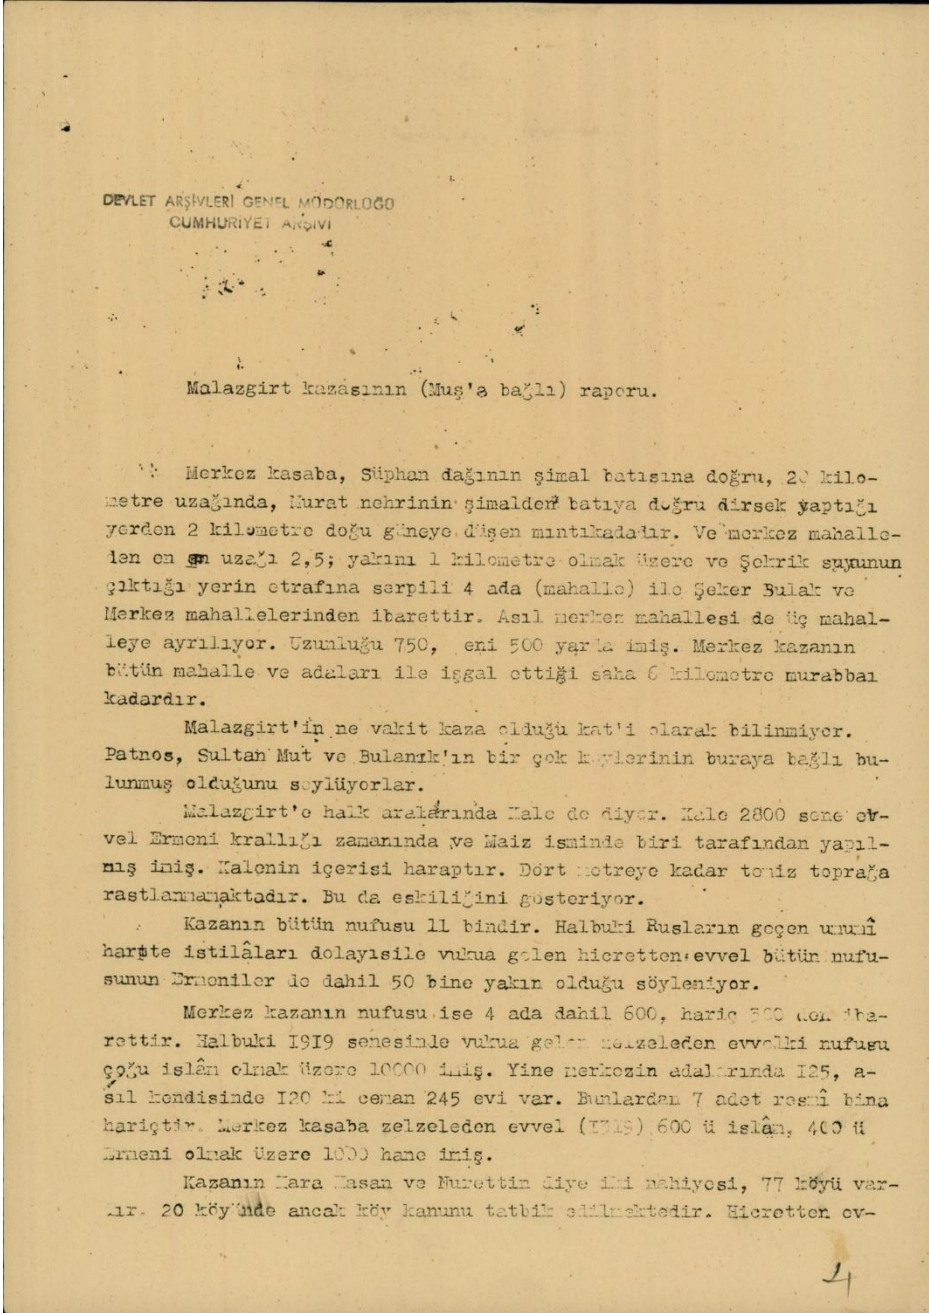 DEVLET ARŞİVLERİ GENEL MÜDÜRLÜĞÜ
CUMHURİYET ARŞİVİ
Malazgirt kazasının (Muş'a bağlı) raporu.
Merkez kasaba, Süphan dağının şimal batısına doğru, 20 kilo-
metre uzağında, Murat nehrinin şimalden batıya doğru dirsek yaptığı
yerden 2 kilometre doğu güneye düşen mıntıkadadır. Ve merkez mahalle-
den en uzağı 2,5; yakını 1 kilometre olmak üzere ve Şekrik suyunun
çıktığı yerin etrafına serpili 4 ada (mahalle) ile Şeker Bulak ve
Merkez mahallelerinden ibarettir. Asıl merkez mahallesi de üç mahal-
leye ayrılıyor. Uzunluğu 750, eni 500 yarda imiş. Merkez kazanın
bütün mahalle ve adaları ile işgal ettiği saha 6 kilometre murabbaı
kadardır.
Malazgirt'in ne vakit kaza olduğu kat'i olarak bilinmiyor.
Patnos, Sultan Mut ve Bulanık'ın bir çok köylerinin buraya bağlı bu-
lunmuş olduğunu söylüyorlar.
Malazgirt'e halk aralarında Kale de diyor. Kale 2800 sene ev-
vel Ermeni krallığı zamanında ve Maiz isminde biri tarafından yapıl-
mış imiş. Kalenin içerisi haraptır. Dört metreye kadar temiz toprağa
rastlanmamaktadır. Bu da eskiliğini gösteriyor.
Kazanın bütün nufusu 11 bindir. Halbuki Rusların geçen umumî
harpte istilâları dolayısile vukua gelen hicretten evvel bütün nufu-
sunun Ermeniler de dahil 50 bine yakın olduğu söyleniyor.
Merkez kazanın nufusu ise 4 ada dahil 600, hariç den iba-
rettir. Halbuki I9I9 senesinde vukua gelen zelzeleden evvelki nufusu
çoğu islâm olmak üzere 10000 imiş. Yine merkezin adalarında I25, a-
sıl kendisinde I20 ki ceman 245 evi var. Bunlardan 7 adet resmî bina
hariçtir. Merkez kasaba zelzeleden evvel (I9I9) 600 ü islâm, 400 ü
Ermeni olmak üzere 1000 hane imiş.
Kazanın Kara Hasan ve Nurettin diye iki nahiyesi, 77 köyü var-
dır. 20 köyünde ancak köy kanunu tatbik edilmektedir. Hicretten ev-
4